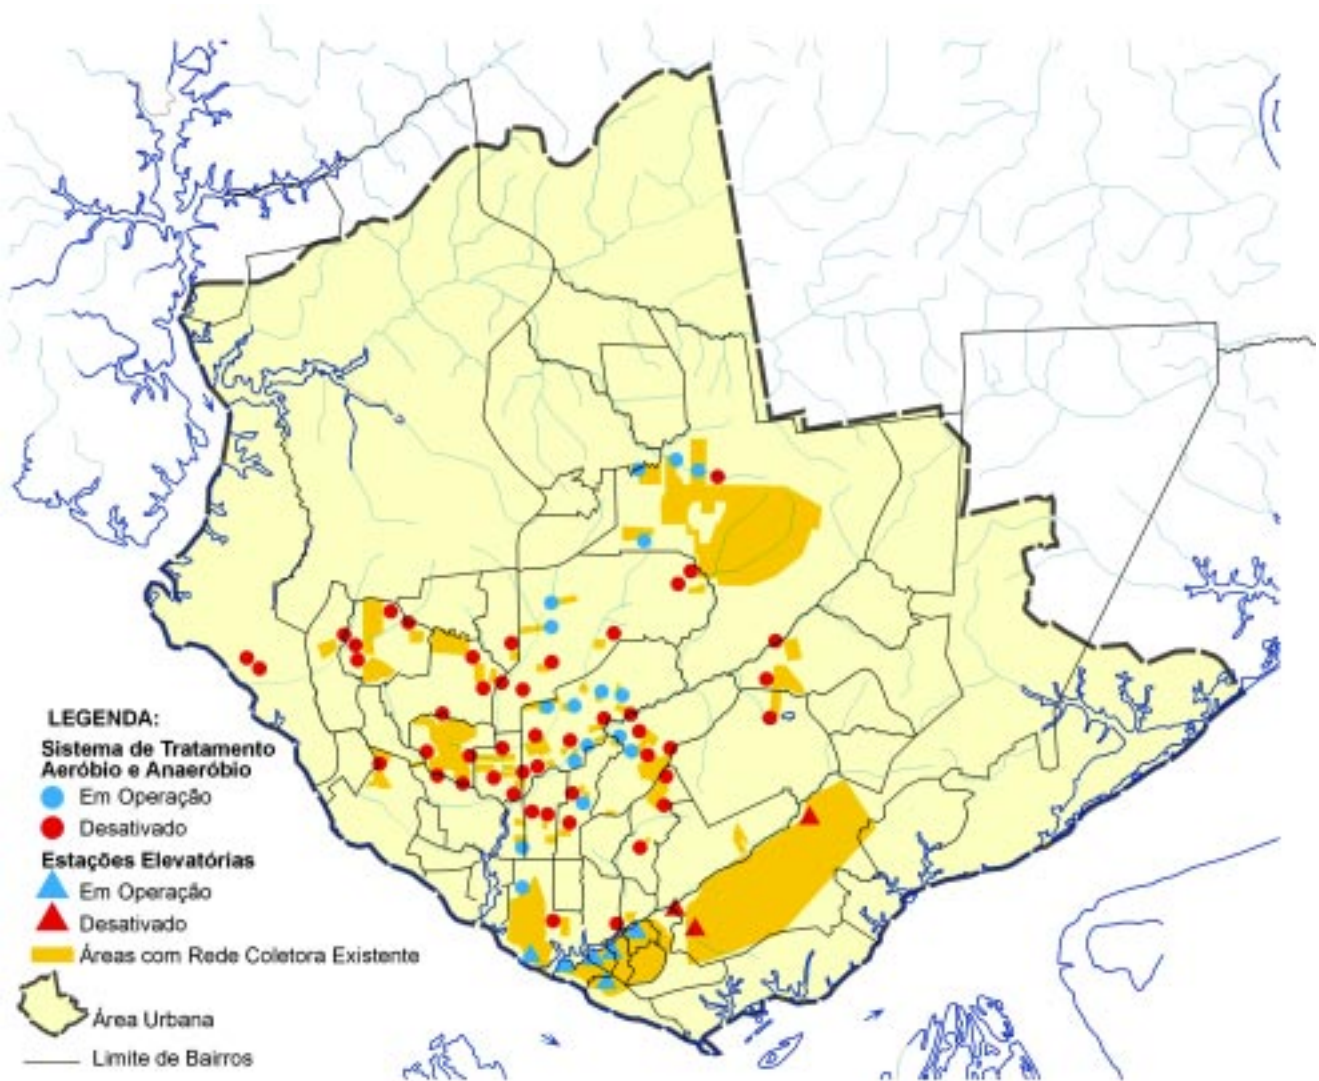 LEGENDA:
Sistema de Tratamento
Aeróbio e Anaeróbio
Em Operação
Desativado
Estações Elevatórias
Em Operação
Desativado
Áreas com Rede Coletora Existente
Área Urbana
Limite de Bairros